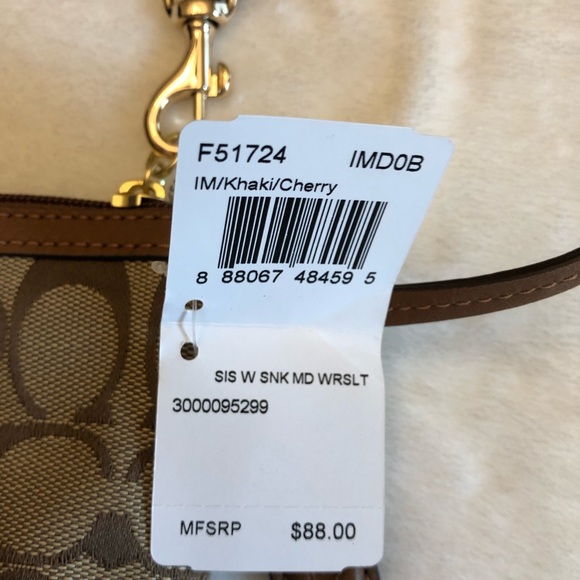 F51724 IMD0B
IM/Khaki/Cherry
8 88067 48459 5
SIS W SNK MD WRSLT
3000095299
MFSRP $88.00